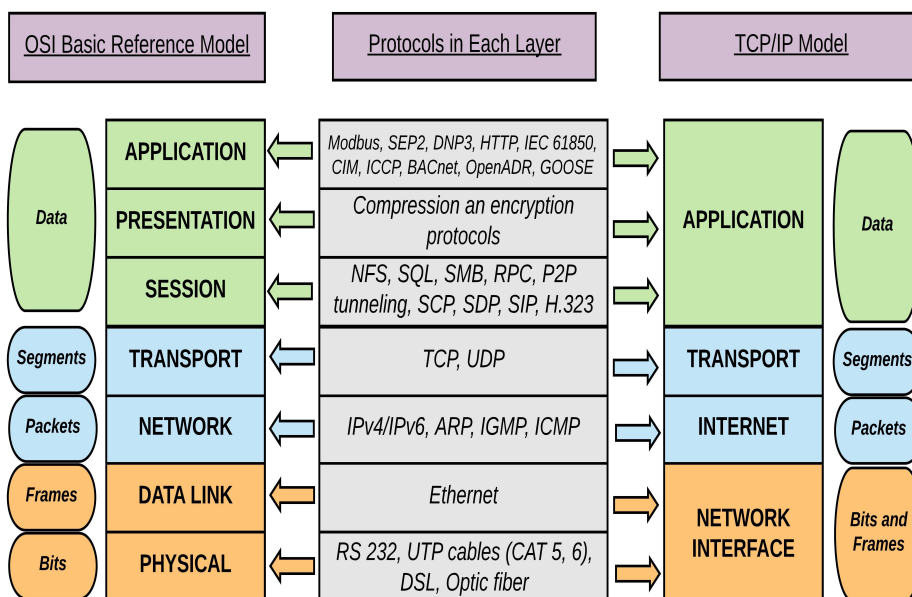 OSI Basic Reference Model
Protocols in Each Layer
TCP/IP Model
Data
APPLICATION
Modbus, SEP2, DNP3, HTTP, IEC 61850,
CIM, ICCP, BACnet, OpenADR, GOOSE
APPLICATION
Data
PRESENTATION
Compression an encryption
protocols
SESSION
NFS, SQL, SMB, RPC, P2P
tunneling, SCP, SDP, SIP, H.323
Segments
TRANSPORT
TCP, UDP
TRANSPORT
Segments
Packets
NETWORK
IPv4/IPv6, ARP, IGMP, ICMP
INTERNET
Packets
Frames
DATA LINK
Ethernet
NETWORK
INTERFACE
Bits and
Frames
Bits
PHYSICAL
RS 232, UTP cables (CAT 5, 6),
DSL, Optic fiber